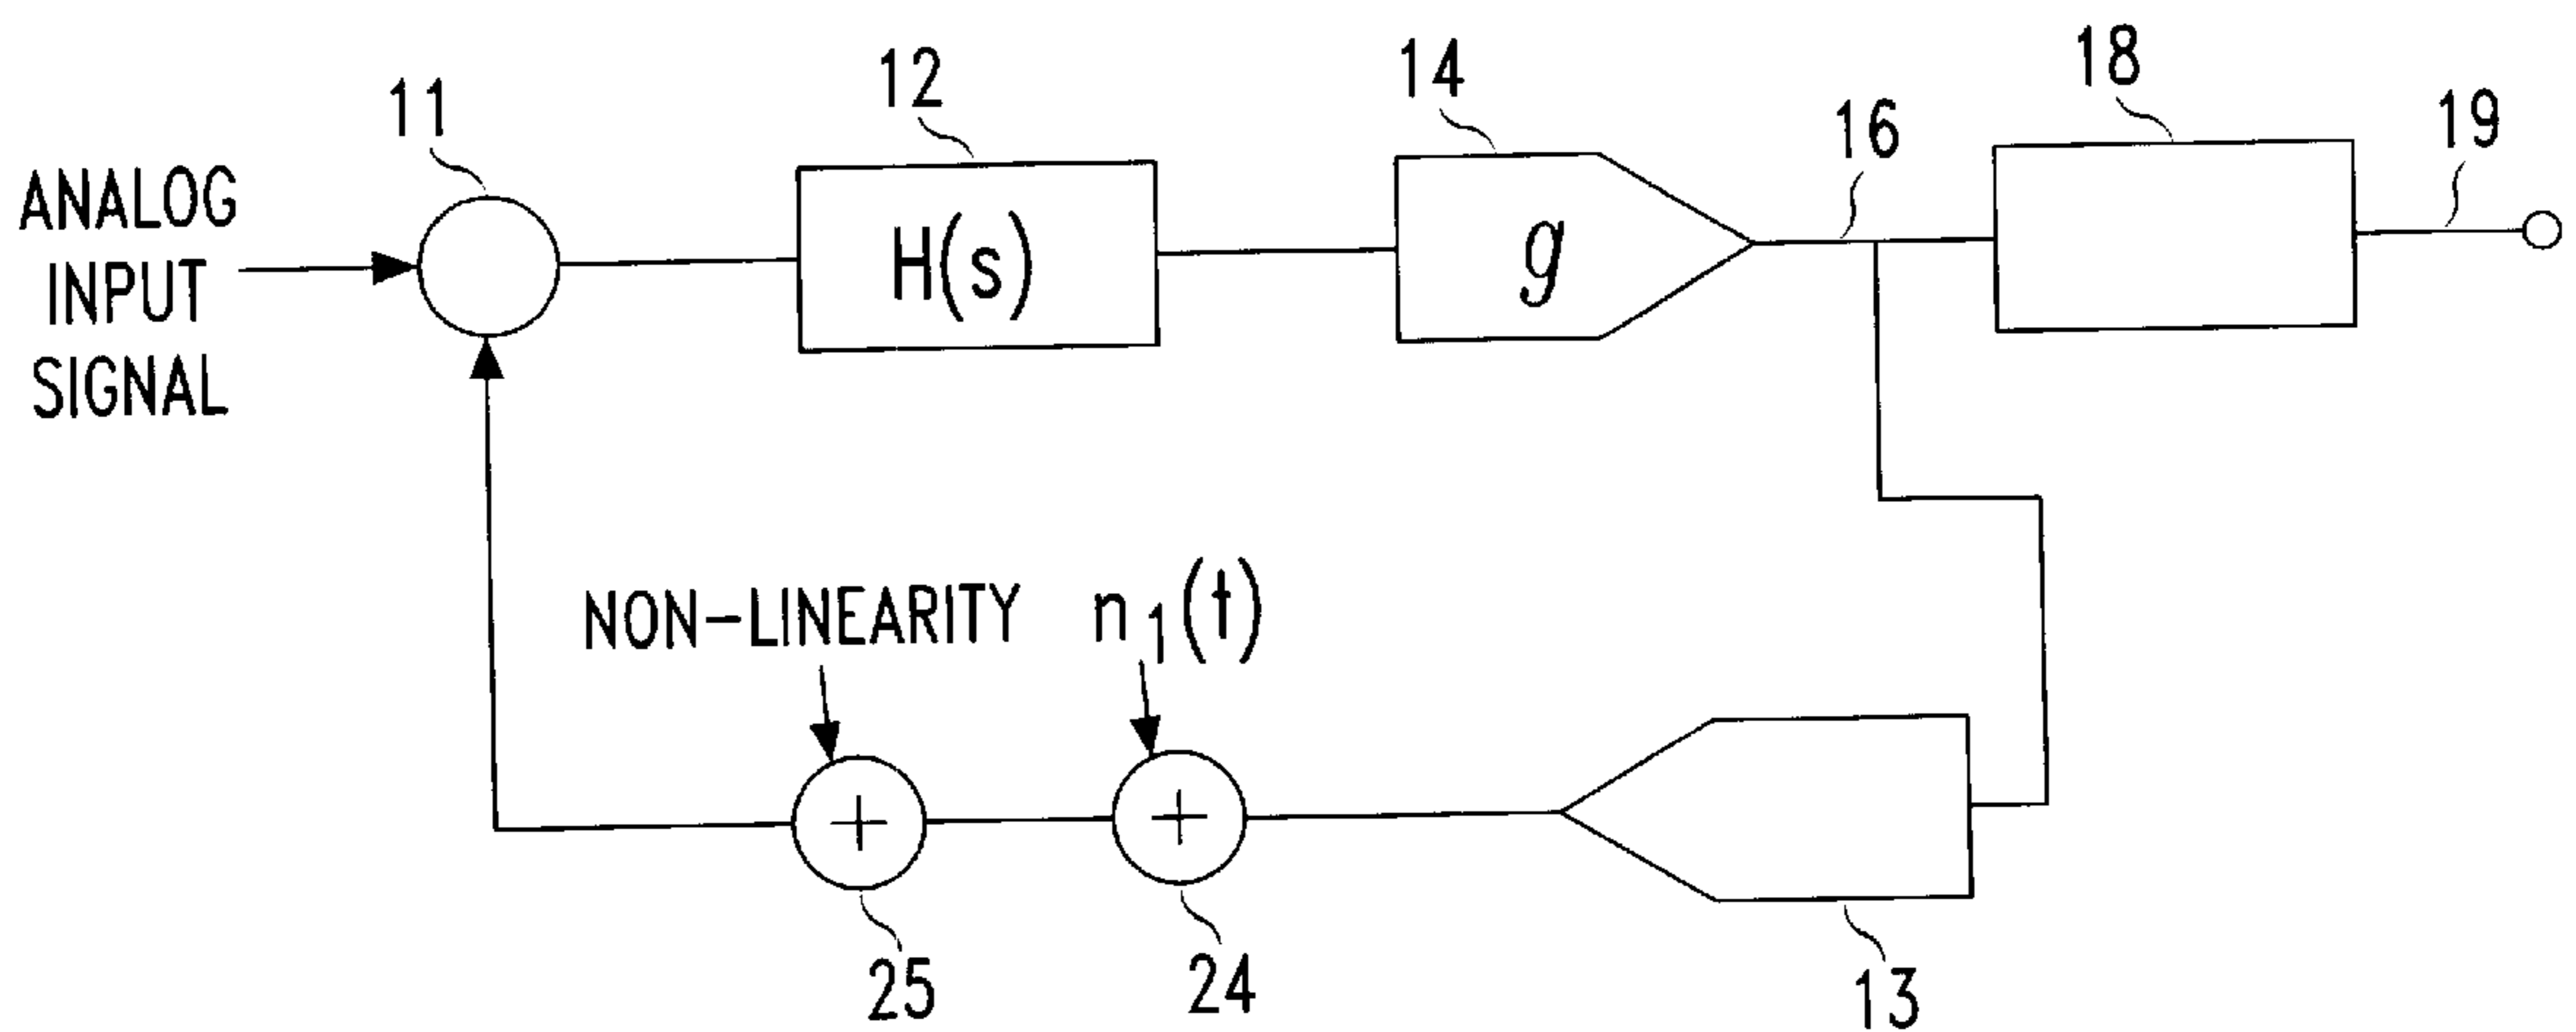 11
12
14
16
18
19
ANALOG
INPUT
SIGNAL
H(s)
g
NON-LINEARITY
n1(t)
+
+
25
24
13